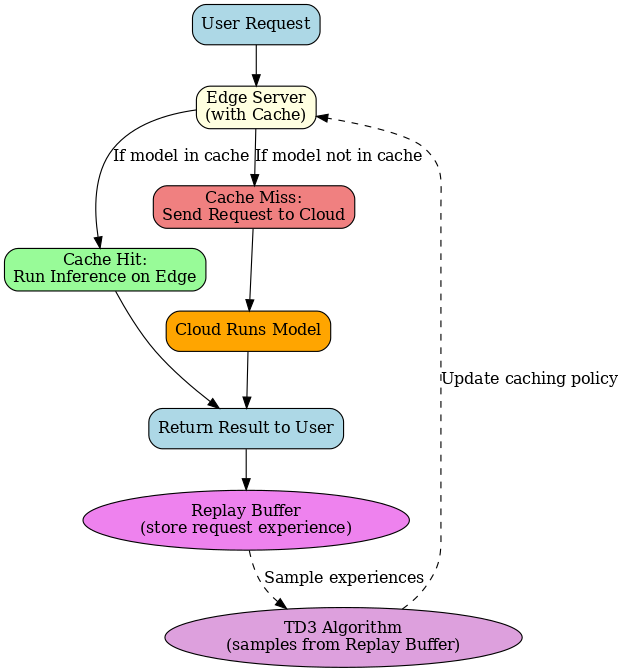 User Request
Edge Server
(with Cache)
If model in cache
If model not in cache
Cache Miss:
Send Request to Cloud
Cache Hit:
Run Inference on Edge
Cloud Runs Model
Update caching policy
Return Result to User
Replay Buffer
(store request experience)
Sample experiences
TD3 Algorithm
(samples from Replay Buffer)